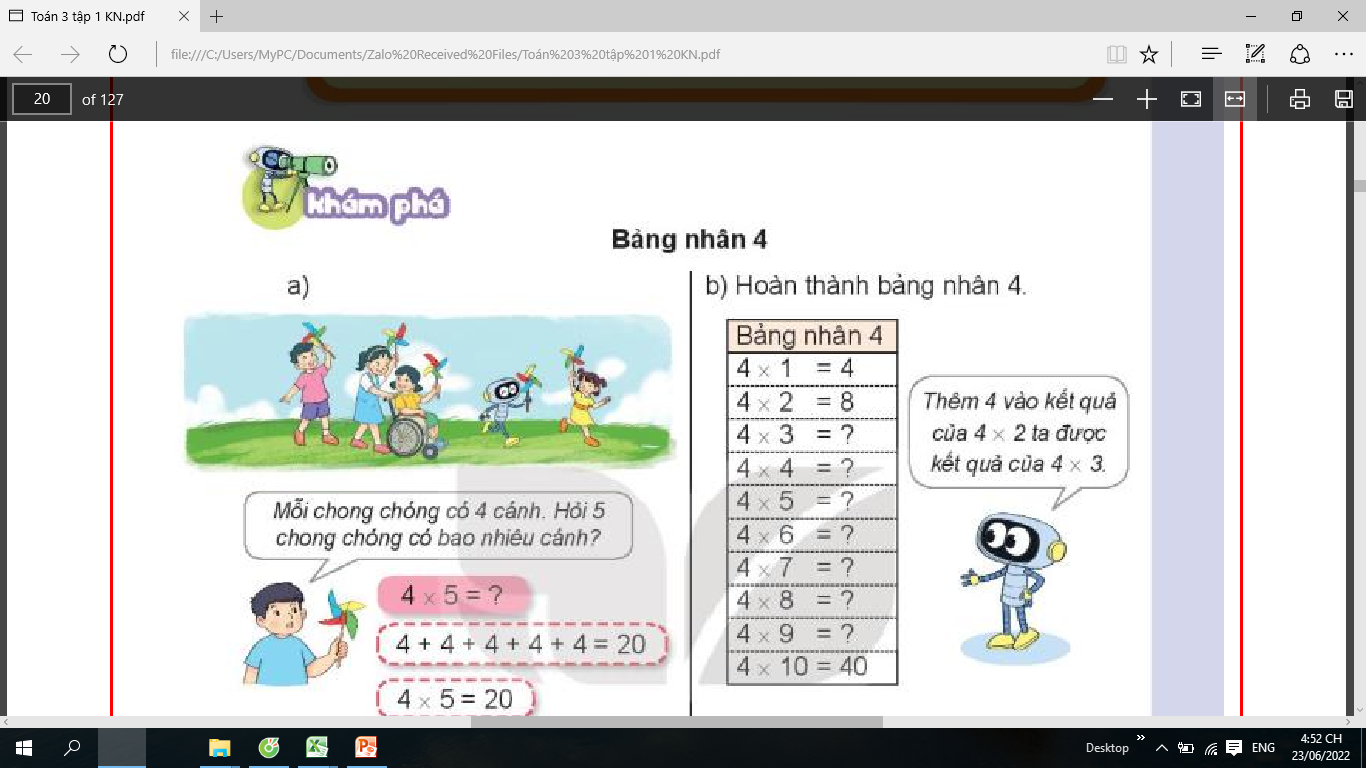 Toán 3 tập 1 KN.pdf
file:///C:/Users/MyPC/Documents/Zalo%20Received%20Files/Toán%203%20tập%201%20KN.pdf
20 of 127
khám phá
Bảng nhân 4
a)
Mỗi chong chóng có 4 cánh. Hỏi 5
chong chóng có bao nhiêu cánh?
4 × 5 = ?
4 + 4 + 4 + 4 + 4 = 20
4 × 5 = 20
b) Hoàn thành bảng nhân 4.
Bảng nhân 4
4 × 1 = 4
4 × 2 = 8
4 × 3 = ?
4 × 4 = ?
4 × 5 = ?
4 × 6 = ?
4 × 7 = ?
4 × 8 = ?
4 × 9 = ?
4 × 10 = 40
Thêm 4 vào kết quả
của 4 × 2 ta được
kết quả của 4 × 3.
Desktop
ENG
4:52 CH
23/06/2022